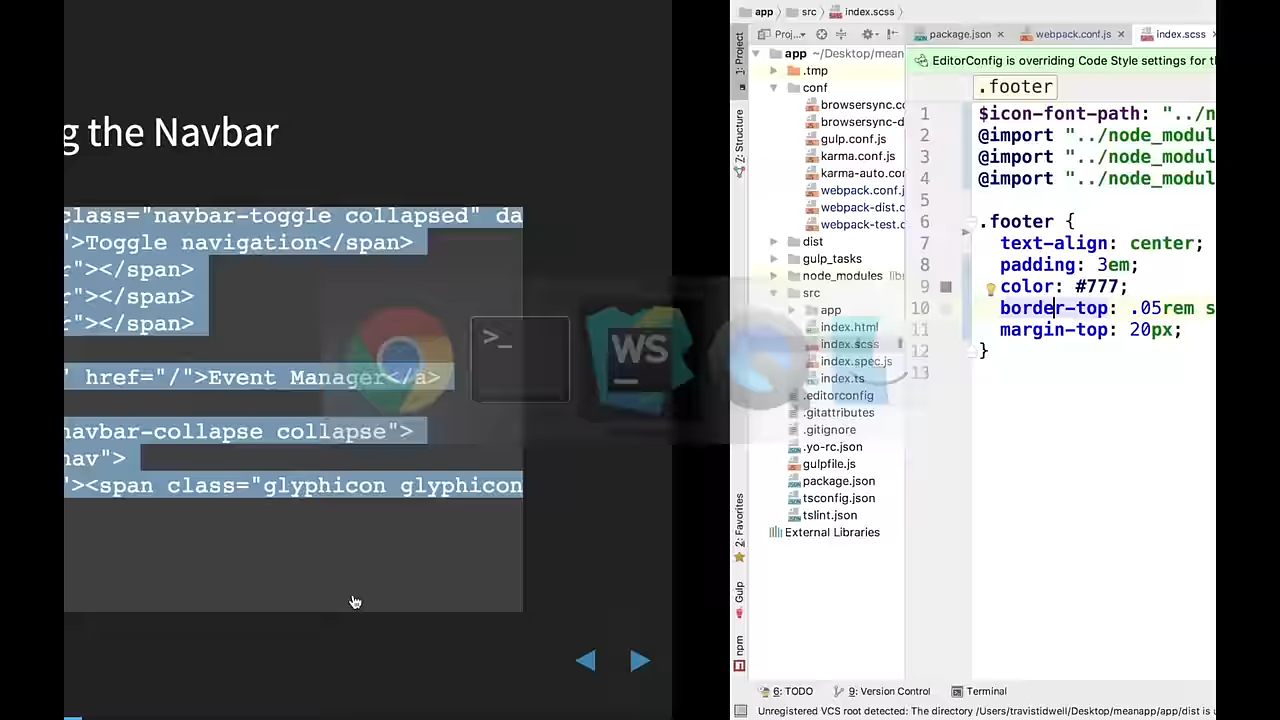 g the Navbar
class="navbar-toggle collapsed" da
">Toggle navigation</span>
r"></span>
r"></span>
r"></span>
" href="/">Event Manager</a>
navbar-collapse collapse">
nav">
"><span class="glyphicon glyphicon
>_
WS
app
src
index.scss
1: Project
Z: Structure
2: Favorites
Gulp
npm
Proj...
package.json
webpack.conf.js
index.scss
EditorConfig is overriding Code Style settings for th
app ~/Desktop/mean
.tmp
conf
browsersync.co
browsersync-d
gulp.conf.js
karma.conf.js
karma-auto.con
webpack.conf.j
webpack-dist.c
webpack-test.c
dist
gulp_tasks
node_modules libr
src
app
index.html
index.scss
index.spec.js
index.ts
.editorconfig
.gitattributes
.gitignore
.yo-rc.json
gulpfile.js
package.json
tsconfig.json
tslint.json
External Libraries
.footer
1 $icon-font-path: "../n
2 @import "../node_modul
3 @import "../node_modul
4 @import "../node_modul
5
6 .footer {
7 text-align: center;
8 padding: 3em;
9 color: #777;
10 border-top: .05rem s
11 margin-top: 20px;
12 }
13
6: TODO
9: Version Control
Terminal
Unregistered VCS root detected: The directory /Users/travistidwell/Desktop/meanapp/app/dist is u